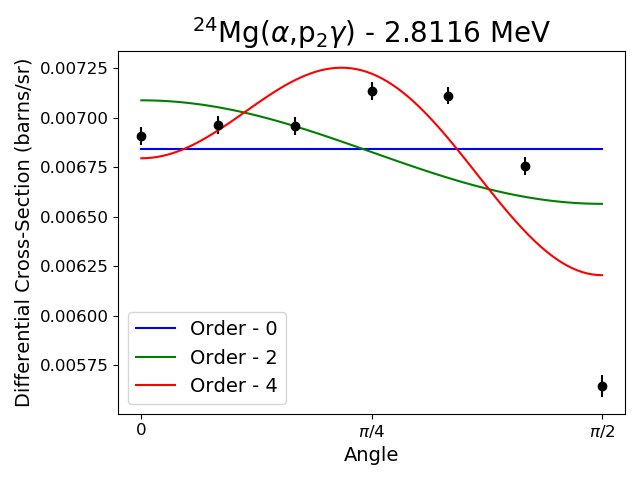 ²⁴Mg(α,p₂γ) - 2.8116 MeV
Differential Cross-Section (barns/sr)
0.00725
0.00700
0.00675
0.00650
0.00625
0.00600
0.00575
Order - 0
Order - 2
Order - 4
0
π/4
π/2
Angle